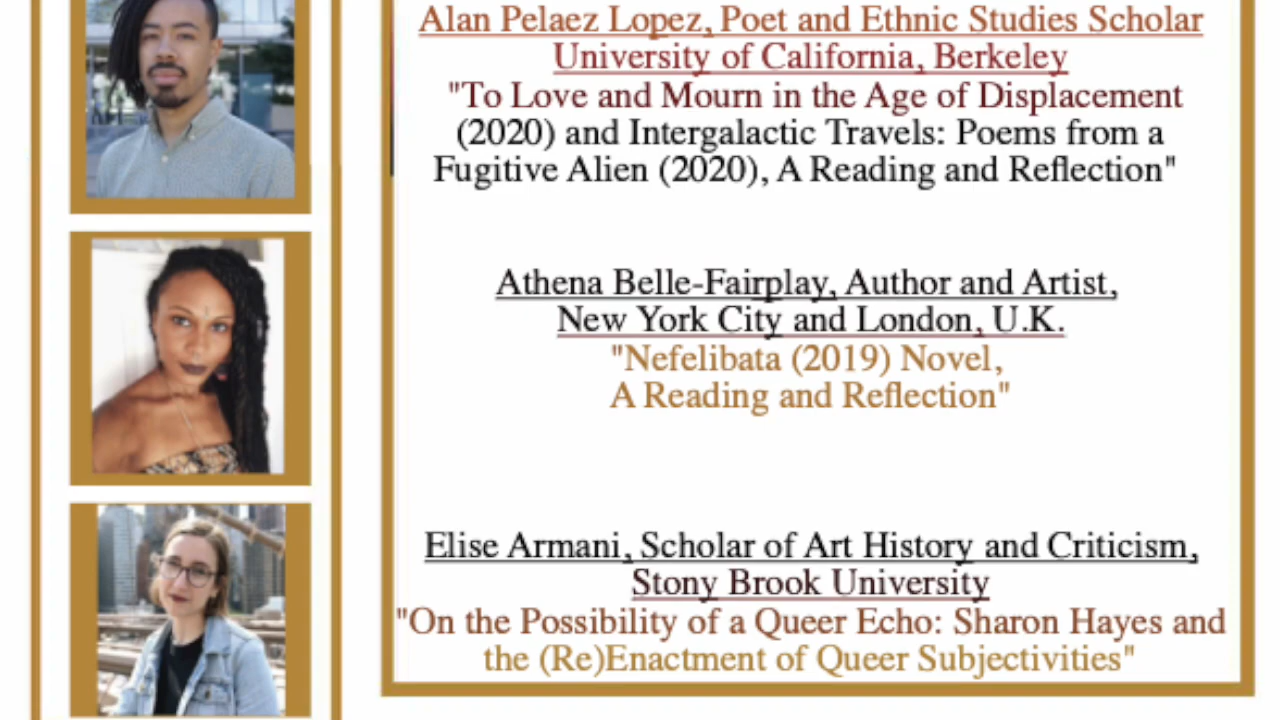 Alan Pelaez Lopez, Poet and Ethnic Studies Scholar
University of California, Berkeley
"To Love and Mourn in the Age of Displacement
(2020) and Intergalactic Travels: Poems from a
Fugitive Alien (2020), A Reading and Reflection"
Athena Belle-Fairplay, Author and Artist,
New York City and London, U.K.
"Nefelibata (2019) Novel,
A Reading and Reflection"
Elise Armani, Scholar of Art History and Criticism,
Stony Brook University
"On the Possibility of a Queer Echo: Sharon Hayes and
the (Re)Enactment of Queer Subjectivities"